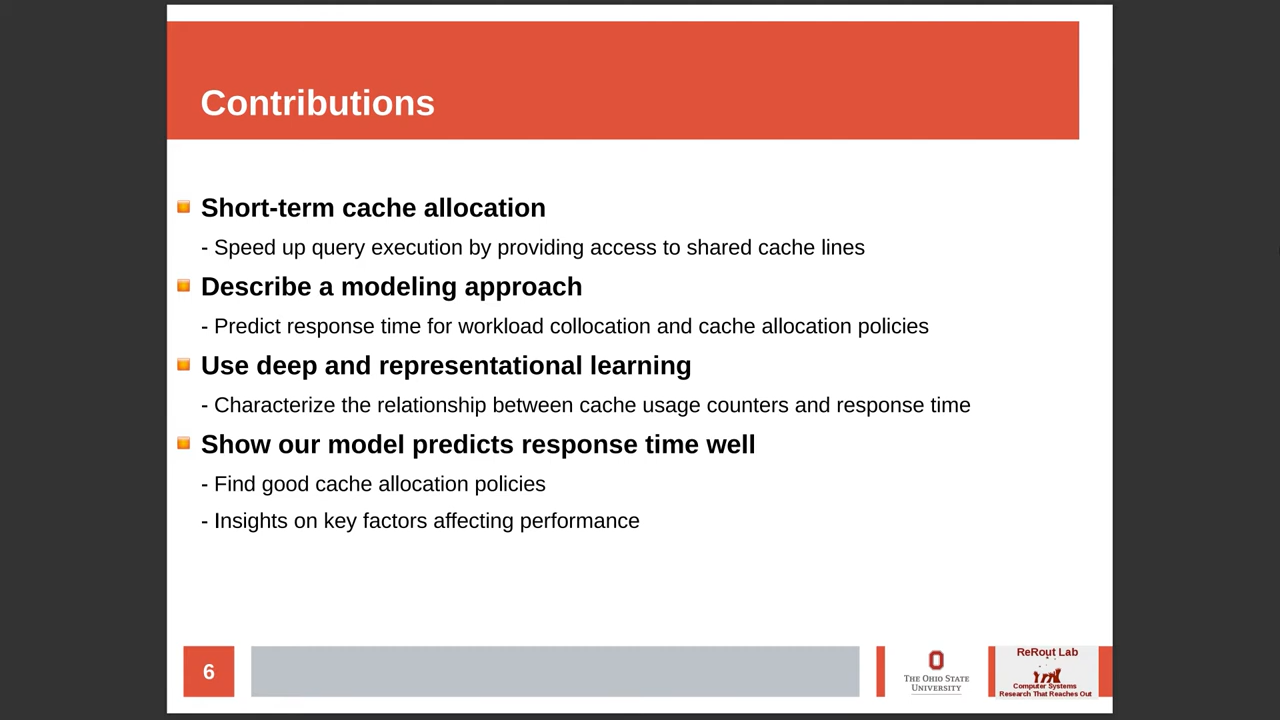 Contributions
Short-term cache allocation
- Speed up query execution by providing access to shared cache lines
Describe a modeling approach
- Predict response time for workload collocation and cache allocation policies
Use deep and representational learning
- Characterize the relationship between cache usage counters and response time
Show our model predicts response time well
- Find good cache allocation policies
- Insights on key factors affecting performance
6
THE OHIO STATE
UNIVERSITY
ReRout Lab
Computer Systems
Research That Reaches Out